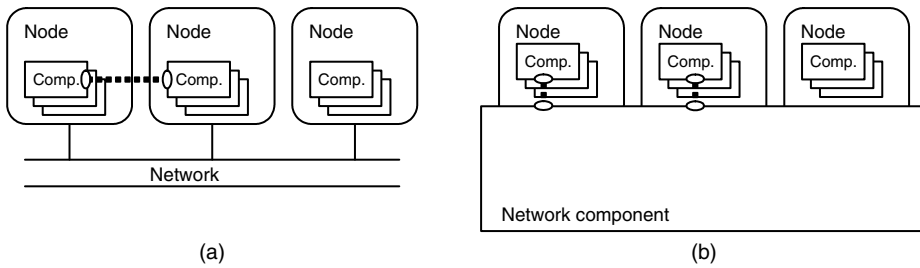 Node Node Node
Comp. Comp. Comp.
Network
(a)
Node Node Node
Comp. Comp. Comp.
Network component
(b)